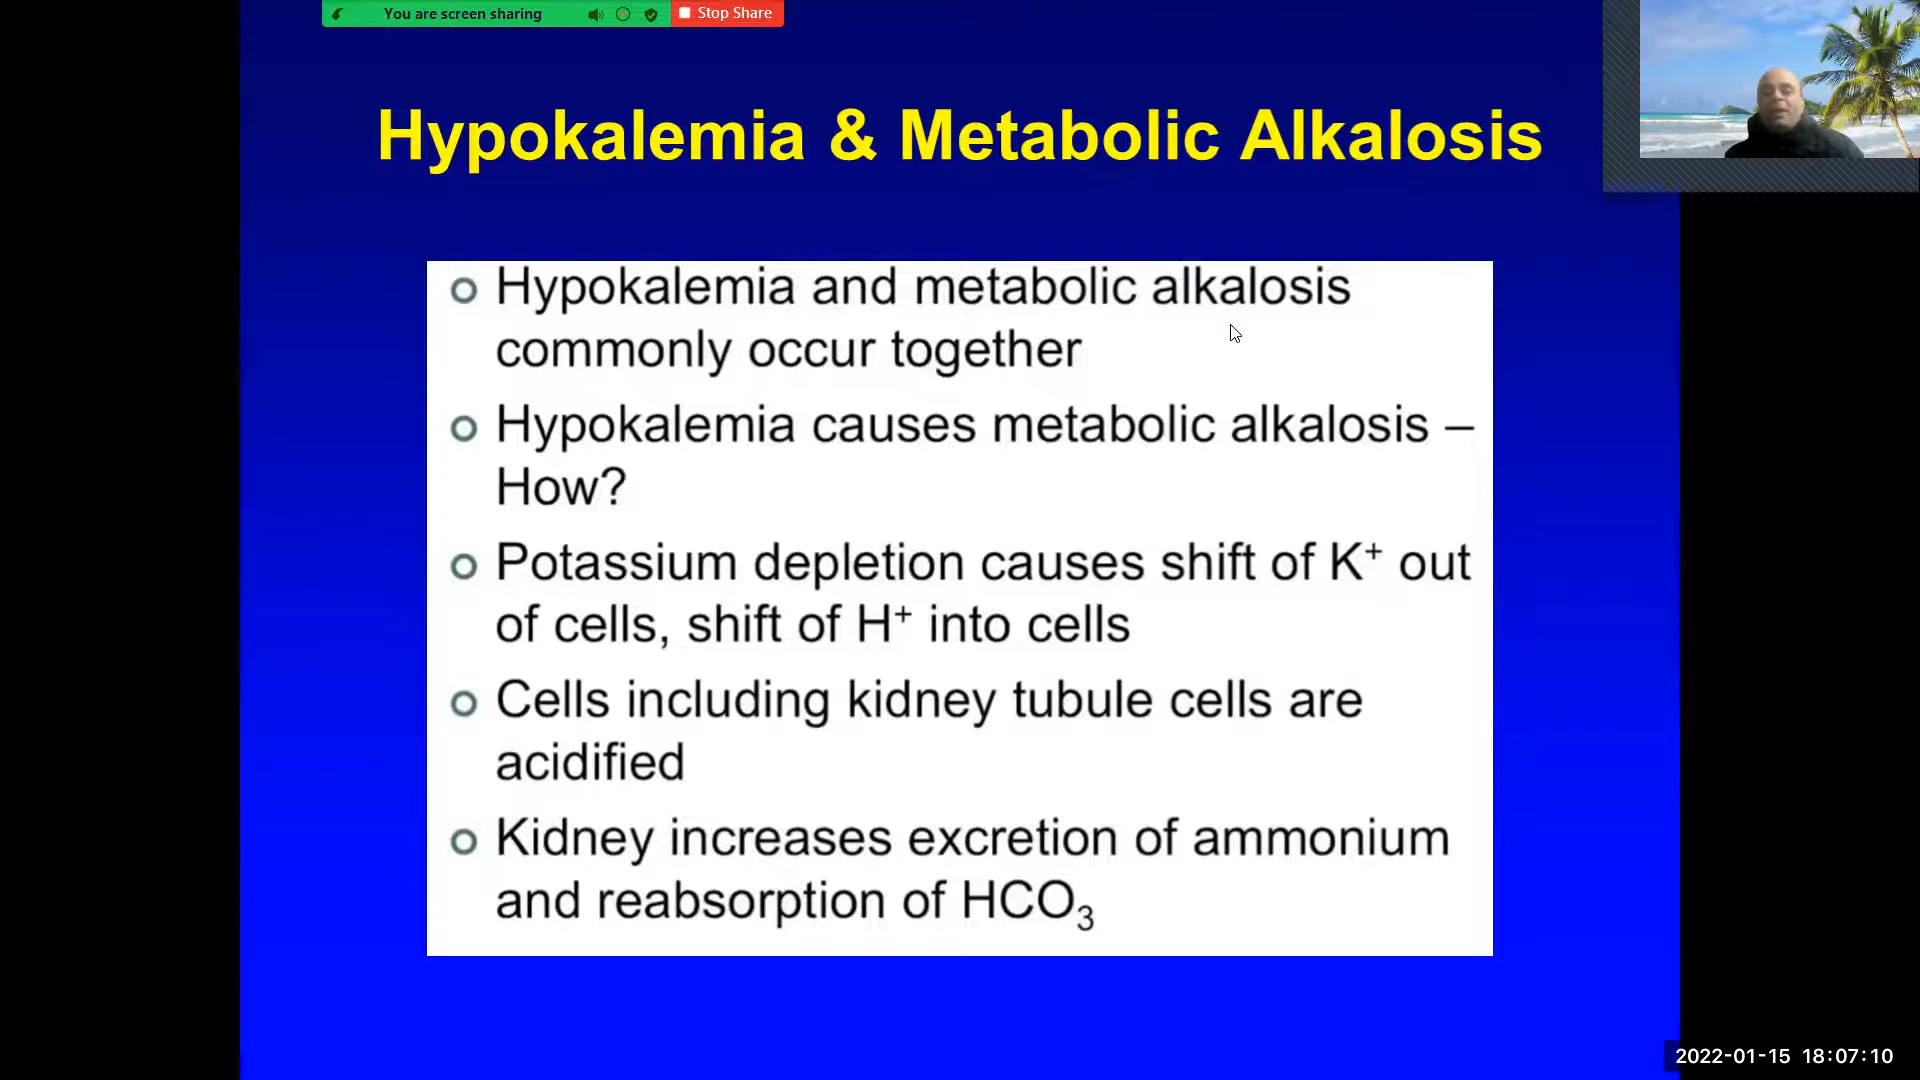 You are screen sharing
Stop Share
Hypokalemia & Metabolic Alkalosis
Hypokalemia and metabolic alkalosis
commonly occur together
Hypokalemia causes metabolic alkalosis –
How?
Potassium depletion causes shift of K⁺ out
of cells, shift of H⁺ into cells
Cells including kidney tubule cells are
acidified
Kidney increases excretion of ammonium
and reabsorption of HCO₃
2022-01-15 18:07:10